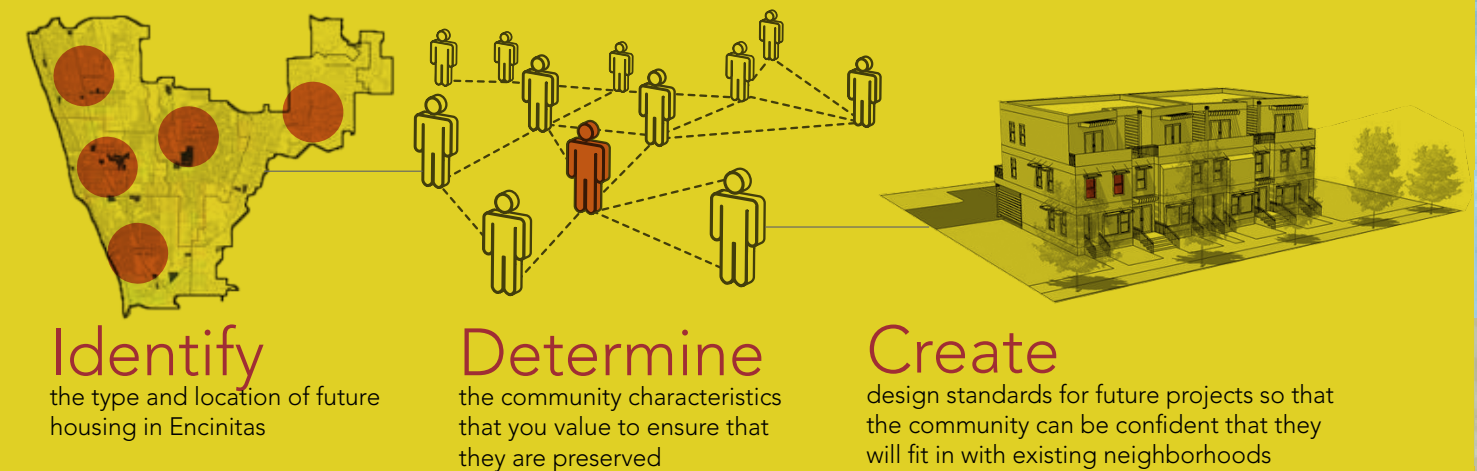 Identify
the type and location of future
housing in Encinitas
Determine
the community characteristics
that you value to ensure that
they are preserved
Create
design standards for future projects so that
the community can be confident that they
will fit in with existing neighborhoods